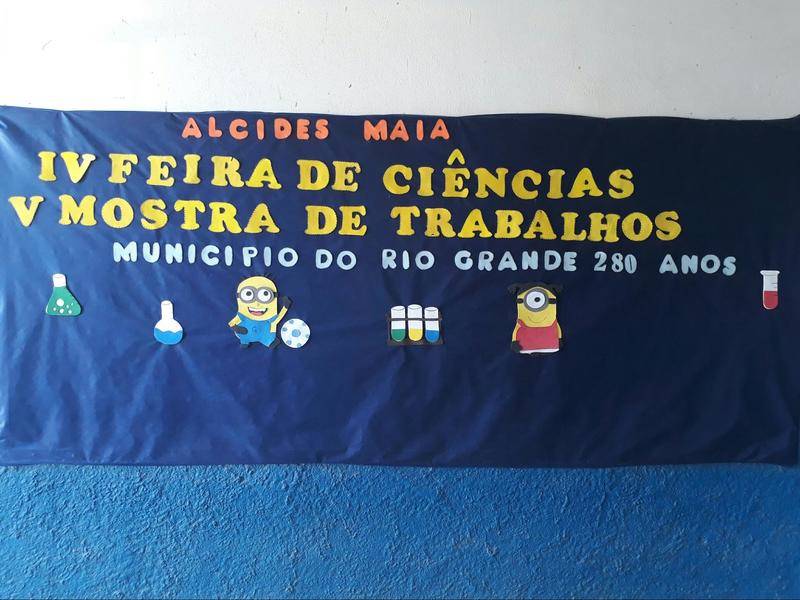 ALCIDES MAIA
IV FEIRA DE CIÊNCIAS
V MOSTRA DE TRABALHOS
MUNICIPIO DO RIO GRANDE 280 ANOS